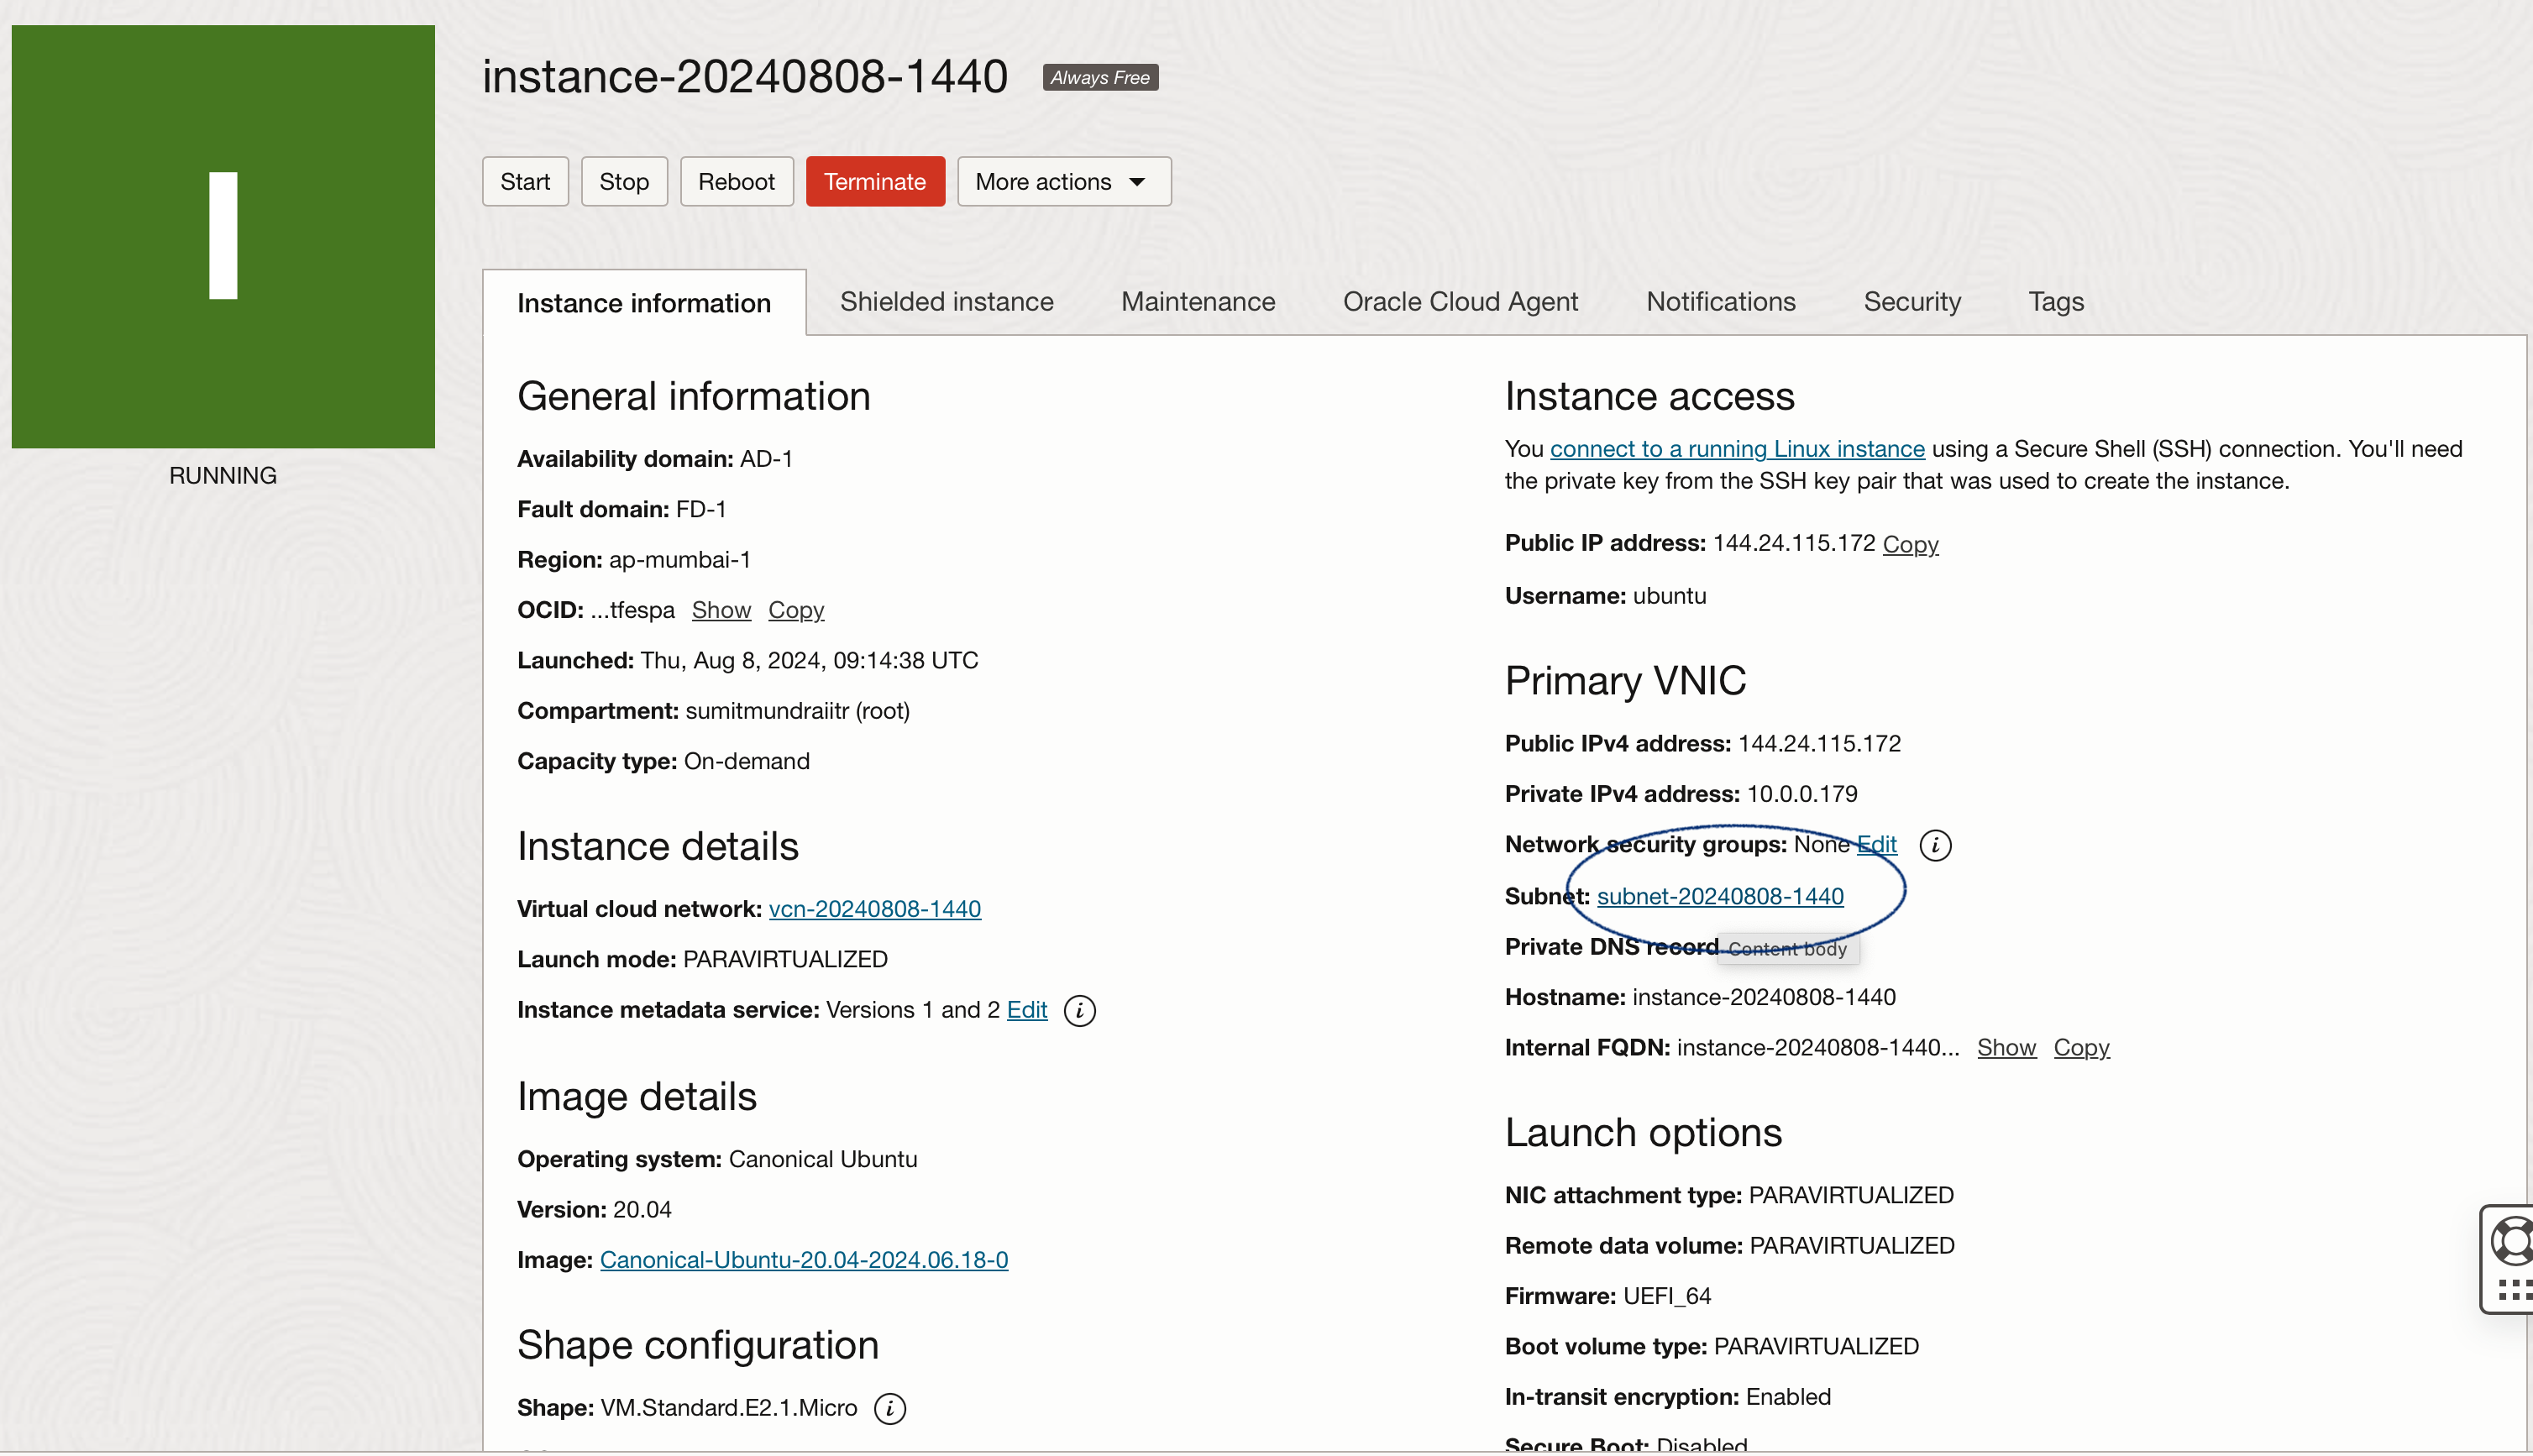 instance-20240808-1440 Always Free
Start Stop Reboot Terminate More actions
RUNNING
Instance information Shielded instance Maintenance Oracle Cloud Agent Notifications Security Tags
General information
Availability domain: AD-1
Fault domain: FD-1
Region: ap-mumbai-1
OCID: ...tfespa Show Copy
Launched: Thu, Aug 8, 2024, 09:14:38 UTC
Compartment: sumitmundraiitr (root)
Capacity type: On-demand
Instance details
Virtual cloud network: vcn-20240808-1440
Launch mode: PARAVIRTUALIZED
Instance metadata service: Versions 1 and 2 Edit
Image details
Operating system: Canonical Ubuntu
Version: 20.04
Image: Canonical-Ubuntu-20.04-2024.06.18-0
Shape configuration
Shape: VM.Standard.E2.1.Micro
Instance access
You connect to a running Linux instance using a Secure Shell (SSH) connection. You'll need
the private key from the SSH key pair that was used to create the instance.
Public IP address: 144.24.115.172 Copy
Username: ubuntu
Primary VNIC
Public IPv4 address: 144.24.115.172
Private IPv4 address: 10.0.0.179
Network security groups: None Edit
Subnet: subnet-20240808-1440
Private DNS record Content body
Hostname: instance-20240808-1440
Internal FQDN: instance-20240808-1440... Show Copy
Launch options
NIC attachment type: PARAVIRTUALIZED
Remote data volume: PARAVIRTUALIZED
Firmware: UEFI_64
Boot volume type: PARAVIRTUALIZED
In-transit encryption: Enabled
Secure Boot: Disabled